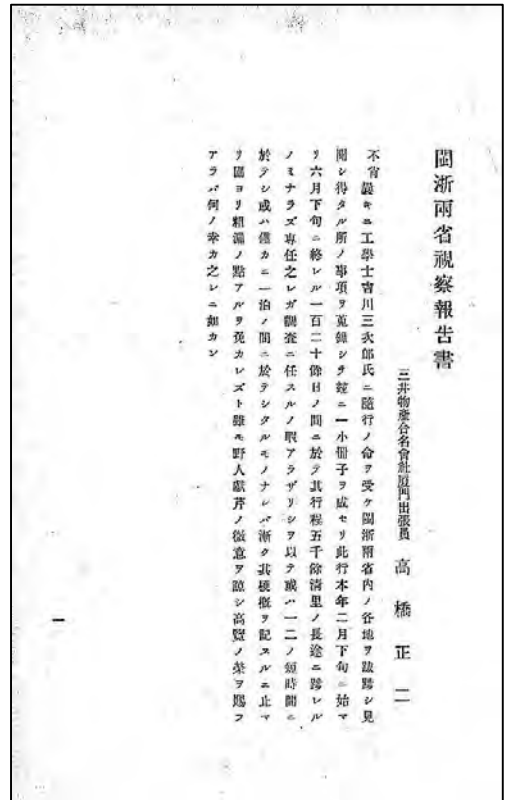 閩浙兩省視察報告書
三井物產合名會社厦門出張員 高橋正二
不肖曩キニ工學士吉川三次郎氏ニ隨行ノ命ヲ受ケ閩浙兩省內ノ各地ヲ跋踄シ見
聞シ得タル所ノ事項ヲ蒐錄シテ玆ニ一小冊子ヲ成セリ此行本年二月下旬ニ始マ
リ六月下旬ニ終レル一百二十餘日ノ間ニ於テ其行程五千餘淸里ノ長途ニ踄レル
ノミナラズ專任之レガ調查ニ任スルノ暇アラザリシヲ以テ或ハ一二ノ短時間ニ
於テシ或ハ僅カニ一泊ノ間ニ於テシタルモノナレバ漸ク其梗槪ヲ記スルニ止マ
リ固ヨリ粗漏ノ點アルヲ免カレズト雖モ野人獻芹ノ微意ヲ諒シ高覽ノ榮ヲ賜フ
アラバ何ノ幸カ之レニ如カン
一